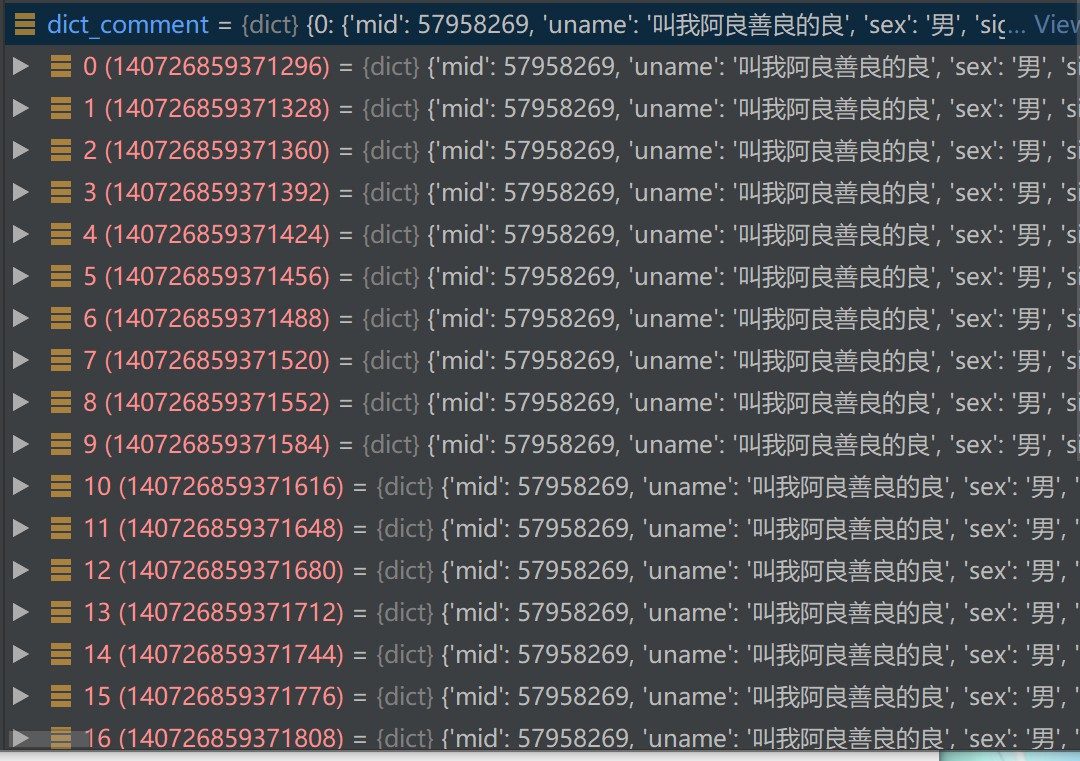 dict_comment = {dict} {0: {'mid': 57958269, 'uname': '叫我阿良善良的良', 'sex': '男', 'sig... View
0 (140726859371296) = {dict} {'mid': 57958269, 'uname': '叫我阿良善良的良', 'sex': '男', 'si
1 (140726859371328) = {dict} {'mid': 57958269, 'uname': '叫我阿良善良的良', 'sex': '男', 'si
2 (140726859371360) = {dict} {'mid': 57958269, 'uname': '叫我阿良善良的良', 'sex': '男', 'si
3 (140726859371392) = {dict} {'mid': 57958269, 'uname': '叫我阿良善良的良', 'sex': '男', 'si
4 (140726859371424) = {dict} {'mid': 57958269, 'uname': '叫我阿良善良的良', 'sex': '男', 'si
5 (140726859371456) = {dict} {'mid': 57958269, 'uname': '叫我阿良善良的良', 'sex': '男', 'si
6 (140726859371488) = {dict} {'mid': 57958269, 'uname': '叫我阿良善良的良', 'sex': '男', 'si
7 (140726859371520) = {dict} {'mid': 57958269, 'uname': '叫我阿良善良的良', 'sex': '男', 'si
8 (140726859371552) = {dict} {'mid': 57958269, 'uname': '叫我阿良善良的良', 'sex': '男', 'si
9 (140726859371584) = {dict} {'mid': 57958269, 'uname': '叫我阿良善良的良', 'sex': '男', 'si
10 (140726859371616) = {dict} {'mid': 57958269, 'uname': '叫我阿良善良的良', 'sex': '男', '
11 (140726859371648) = {dict} {'mid': 57958269, 'uname': '叫我阿良善良的良', 'sex': '男', '
12 (140726859371680) = {dict} {'mid': 57958269, 'uname': '叫我阿良善良的良', 'sex': '男', '
13 (140726859371712) = {dict} {'mid': 57958269, 'uname': '叫我阿良善良的良', 'sex': '男', '
14 (140726859371744) = {dict} {'mid': 57958269, 'uname': '叫我阿良善良的良', 'sex': '男', '
15 (140726859371776) = {dict} {'mid': 57958269, 'uname': '叫我阿良善良的良', 'sex': '男', '
16 (140726859371808) = {dict} {'mid': 57958269, 'uname': '叫我阿良善良的良', 'sex': '男', '